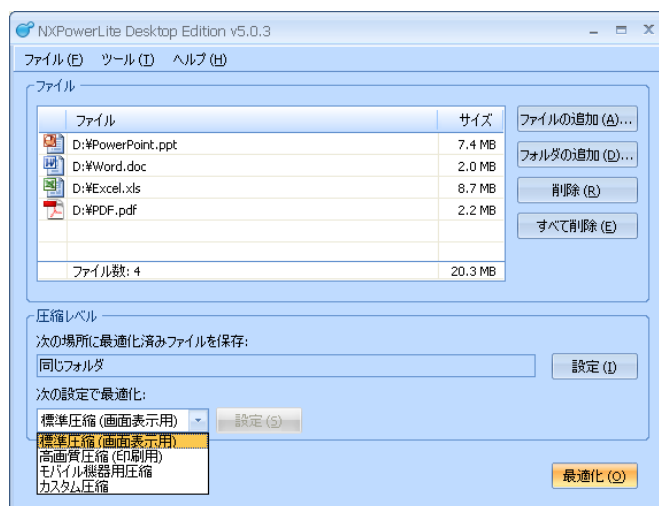 NXPowerLite Desktop Edition v5.0.3
ファイル(F) ツール(T) ヘルプ(H)
ファイル
ファイル サイズ
D:¥PowerPoint.ppt 7.4 MB
D:¥Word.doc 2.0 MB
D:¥Excel.xls 8.7 MB
D:¥PDF.pdf 2.2 MB
ファイル数: 4 20.3 MB
ファイルの追加(A)...
フォルダの追加(D)...
削除(R)
すべて削除(E)
圧縮レベル
次の場所に最適化済みファイルを保存:
同じフォルダ 設定(I)
次の設定で最適化:
標準圧縮(画面表示用) 設定(S)
標準圧縮(画面表示用)
高画質圧縮(印刷用)
モバイル機器用圧縮
カスタム圧縮
最適化(O)